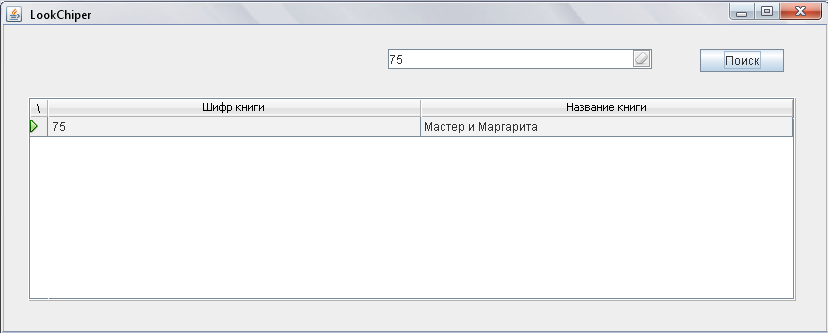 LookChiper
75 Поиск
\ Шифр книги Название книги
75 Мастер и Маргарита